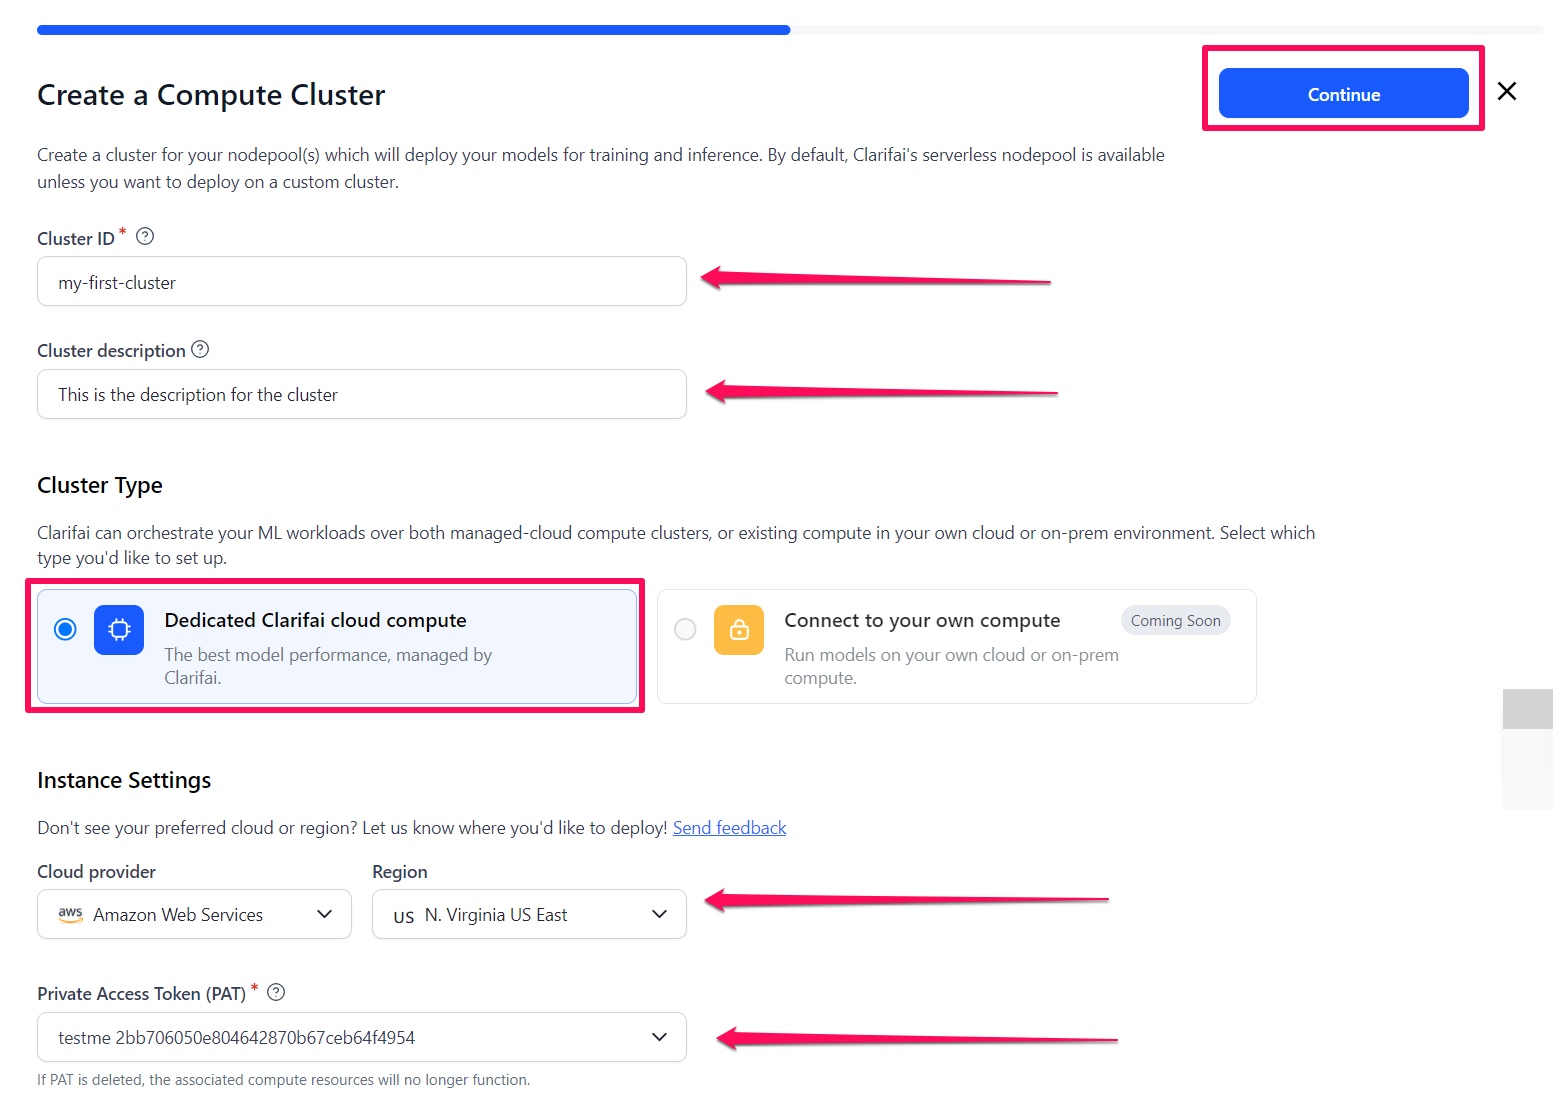 Create a Compute Cluster
Continue
Create a cluster for your nodepool(s) which will deploy your models for training and inference. By default, Clarifai's serverless nodepool is available
unless you want to deploy on a custom cluster.
Cluster ID *
my-first-cluster
Cluster description
This is the description for the cluster
Cluster Type
Clarifai can orchestrate your ML workloads over both managed-cloud compute clusters, or existing compute in your own cloud or on-prem environment. Select which
type you'd like to set up.
Dedicated Clarifai cloud compute
The best model performance, managed by
Clarifai.
Connect to your own compute
Coming Soon
Run models on your own cloud or on-prem
compute.
Instance Settings
Don't see your preferred cloud or region? Let us know where you'd like to deploy! Send feedback
Cloud provider
Region
aws Amazon Web Services
US N. Virginia US East
Private Access Token (PAT) *
testme 2bb706050e804642870b67ceb64f4954
If PAT is deleted, the associated compute resources will no longer function.